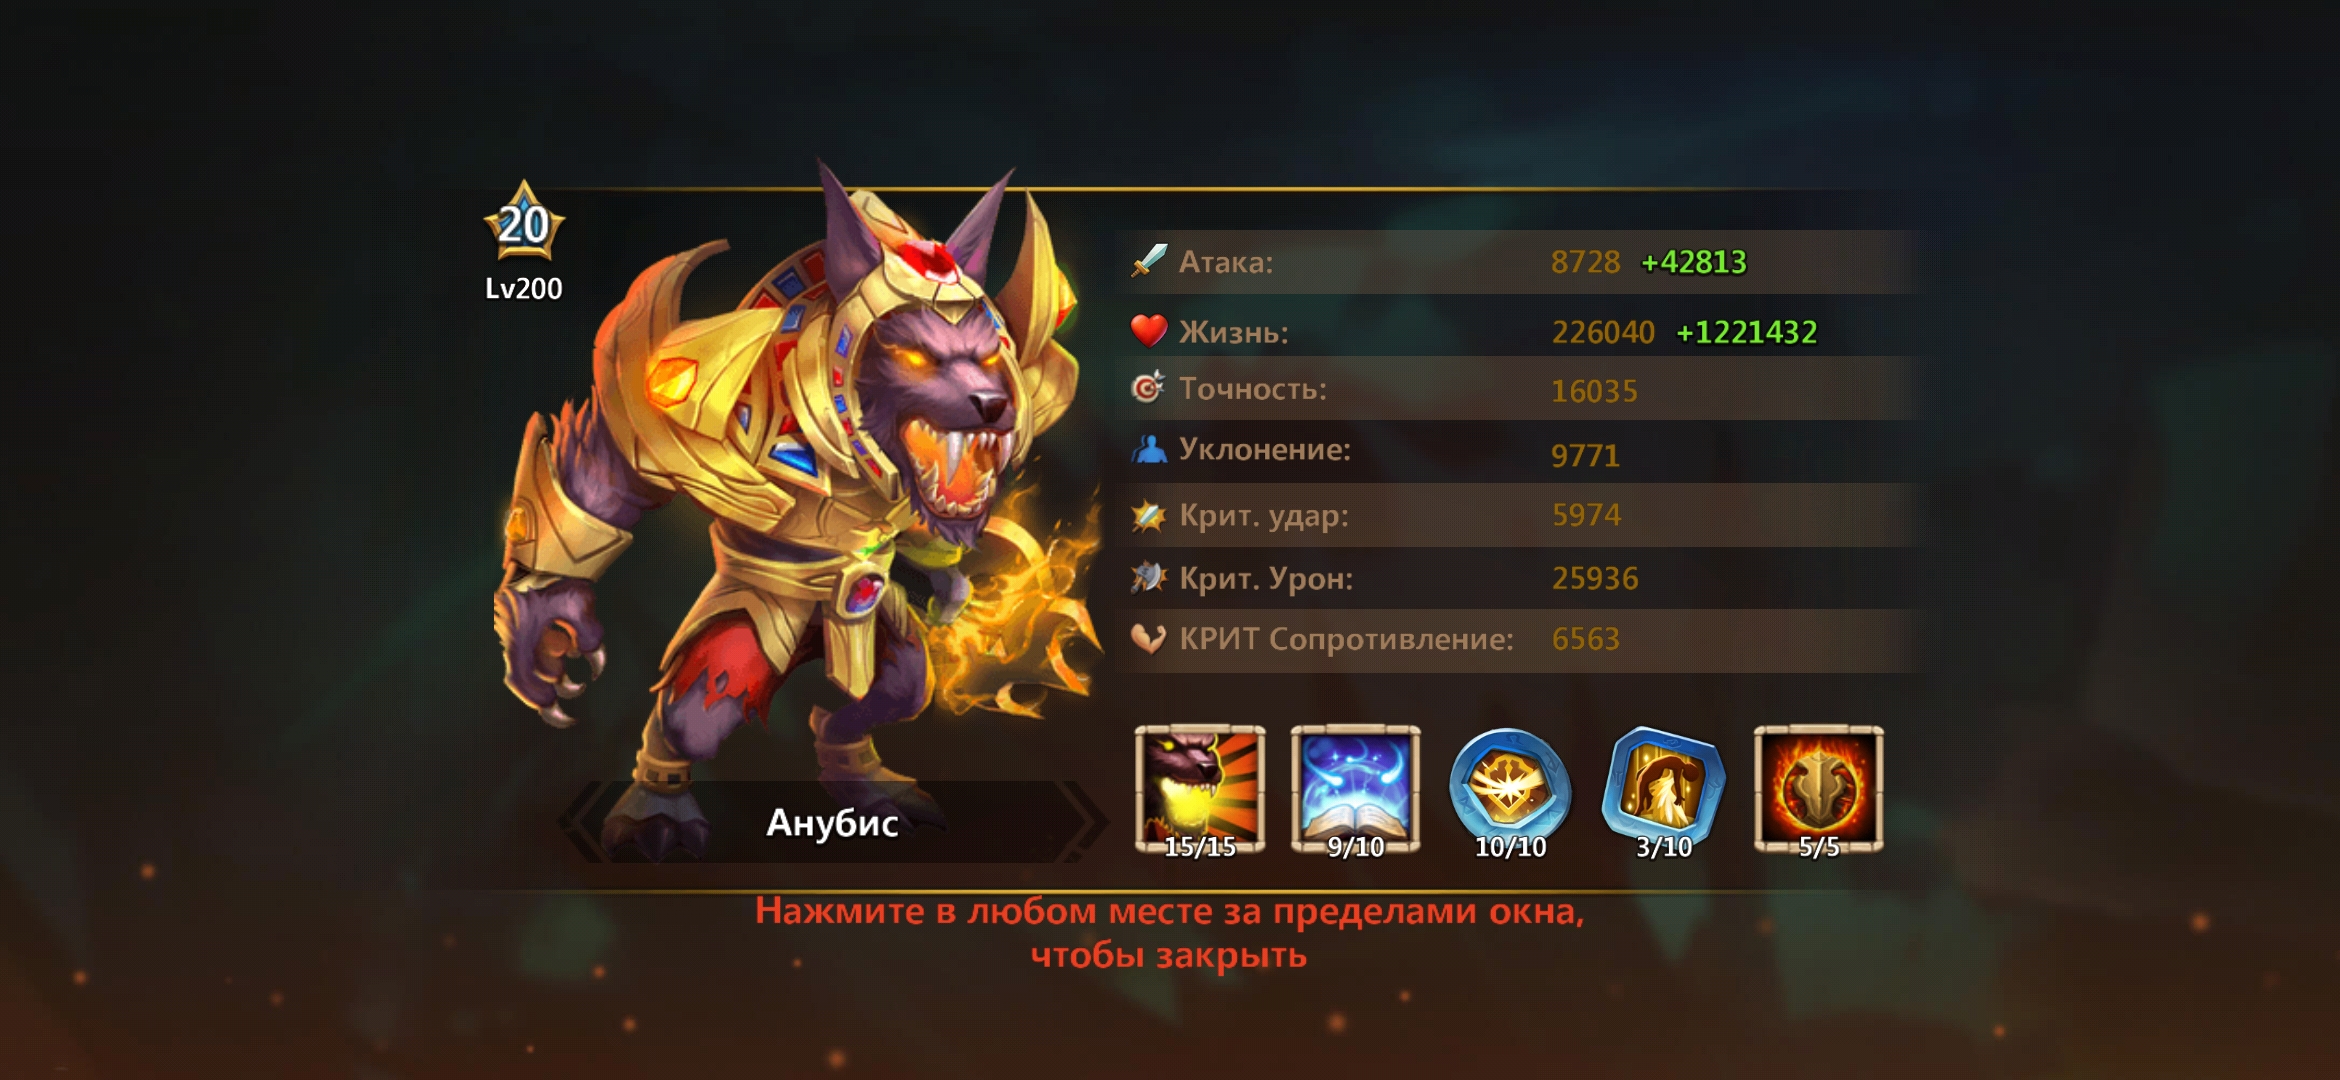 20
Lv200
Атака: 8728 +42813
Жизнь: 226040 +1221432
Точность: 16035
Уклонение: 9771
Крит. удар: 5974
Крит. Урон: 25936
КРИТ Сопротивление: 6563
Анубис
15/15 9/10 10/10 3/10 5/5
Нажмите в любом месте за пределами окна,
чтобы закрыть